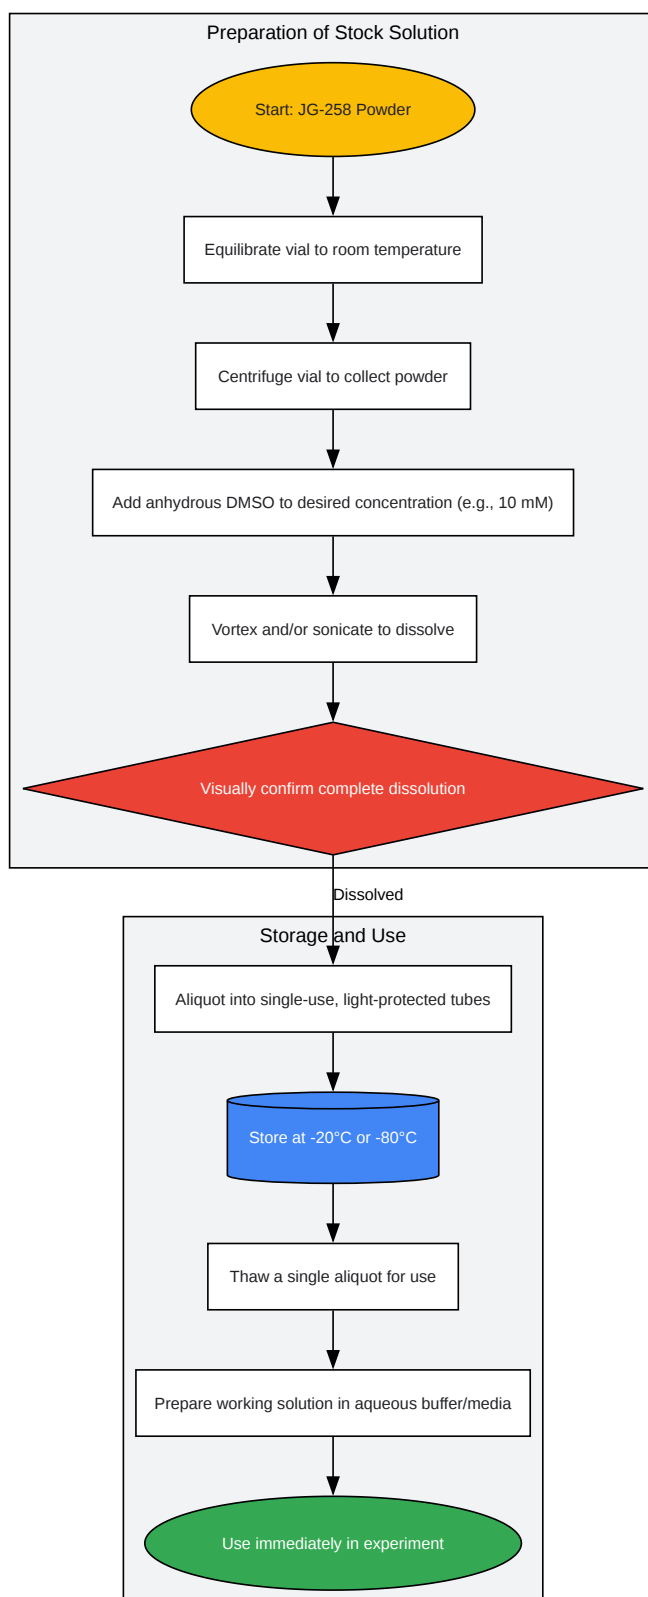 Preparation of Stock Solution
Start: JG-258 Powder
Equilibrate vial to room temperature
Centrifuge vial to collect powder
Add anhydrous DMSO to desired concentration (e.g., 10 mM)
Vortex and/or sonicate to dissolve
Visually confirm complete dissolution
Dissolved
Storage and Use
Aliquot into single-use, light-protected tubes
Store at -20°C or -80°C
Thaw a single aliquot for use
Prepare working solution in aqueous buffer/media
Use immediately in experiment